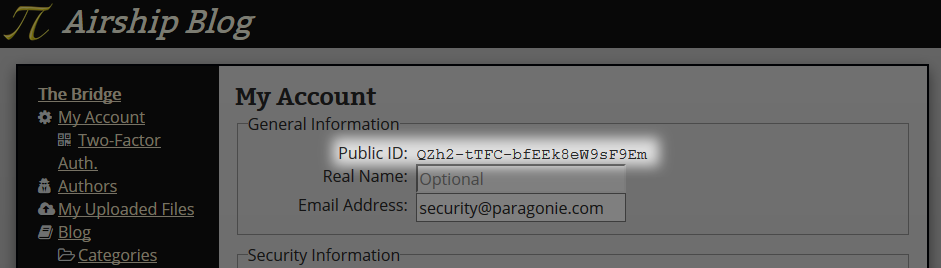 Airship Blog
The Bridge
My Account
Two-Factor
Auth.
Authors
My Uploaded Files
Blog
Categories
My Account
General Information
Public ID: QZh2-tTFC-bfEEk8eW9sF9Em
Real Name: Optional
Email Address: security@paragonie.com
Security Information